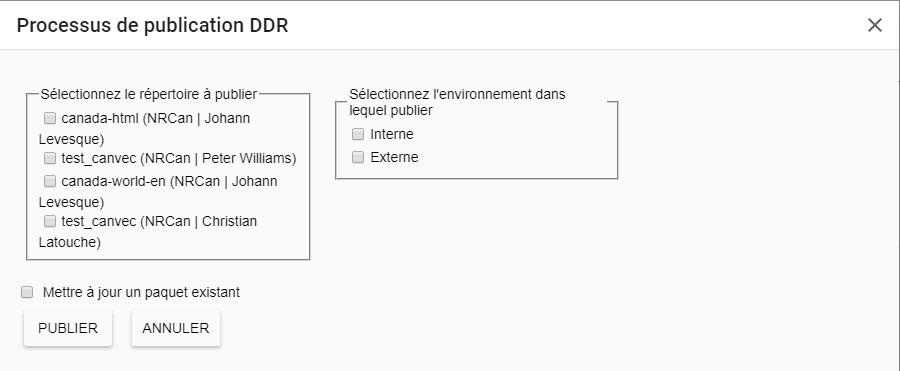 Processus de publication DDR
Sélectionnez le répertoire à publier
canada-html (NRCan | Johann
Levesque)
test_canvec (NRCan | Peter Williams)
canada-world-en (NRCan | Johann
Levesque)
test_canvec (NRCan | Christian
Latouche)
Sélectionnez l'environnement dans
lequel publier
Interne
Externe
Mettre à jour un paquet existant
PUBLIER
ANNULER